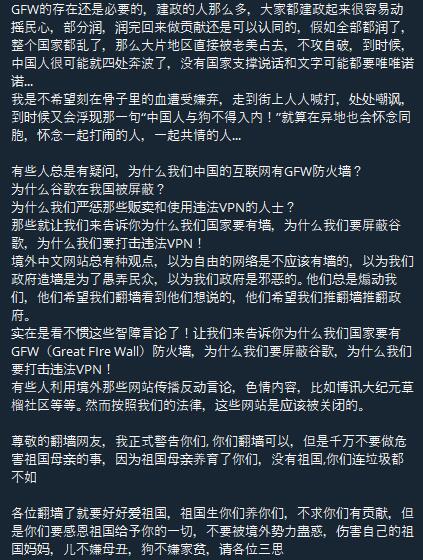 GFW的存在还是必要的，建政的人那么多，大家都建政起来很容易动
摇民心，部分润，润完回来做贡献还是可以认同的，假如全部都润了，
整个国家都乱了，那么大片地区直接被老美占去，不攻自破，到时候，
中国人很可能就四处奔波了，没有国家支撑说话和文字可能都要唯唯诺
诺...
我是不希望刻在骨子里的血遭受嫌弃，走到街上人人喊打，处处嘲讽，
到时候又会浮现那一句“中国人与狗不得入内！”就算在异地也会怀念同
胞，怀念一起打闹的人，一起共情的人...

有些人总是有疑问，为什么我们中国的互联网有GFW防火墙？
为什么谷歌在我国被屏蔽？
为什么我们严惩那些贩卖和使用违法VPN的人士？
那些就让我们来告诉你为什么我们国家要有墙，为什么我们要屏蔽谷
歌，为什么我们要打击违法VPN！
境外中文网站总有种观点，以为自由的网络是不应该有墙的，以为我们
政府造墙是为了愚弄民众，以为我们政府是邪恶的。他们总是煽动我
们，他们希望我们翻墙看到他们想说的，他们希望我们推翻墙推翻政
府。
实在是看不惯这些智障言论了！让我们来告诉你为什么我们国家要有
GFW（Great FIre Wall）防火墙，为什么我们要屏蔽谷歌，为什么我们
要打击违法VPN！
有些人利用境外那些网站传播反动言论，色情内容，比如博讯大纪元草
榴社区等等。然而按照我们的法律，这些网站是应该被关闭的。

尊敬的翻墙网友，我正式警告你们, 你们翻墙可以，但是千万不要做危
害祖国母亲的事，因为祖国母亲养育了你们，没有祖国,你们连垃圾都
不如

各位翻墙了就要好好爱祖国，祖国生你们养你们，不求你们有贡献，但
是你们要感恩祖国给予你的一切，不要被境外势力蛊惑，伤害自己的祖
国妈妈，儿不嫌母丑，狗不嫌家贫，请各位三思